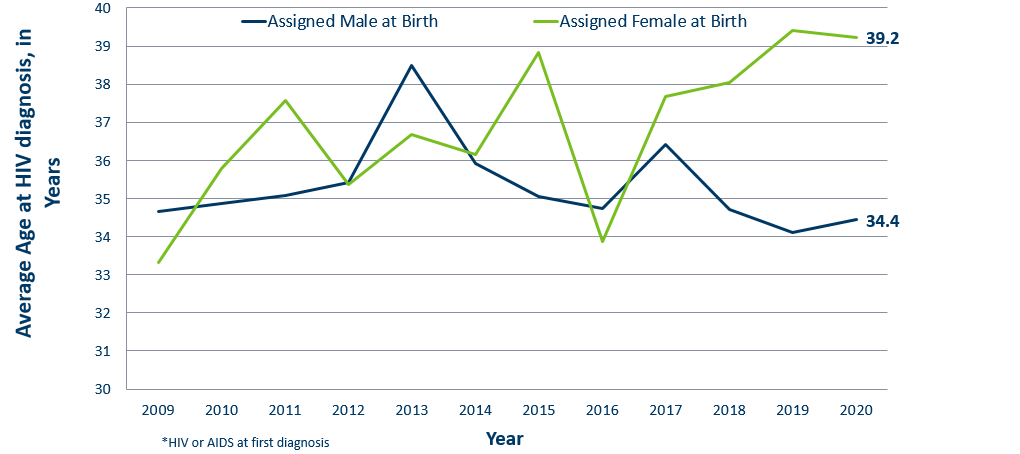 Assigned Male at Birth
Assigned Female at Birth
Average Age at HIV diagnosis, in
Years
40
39
38
37
36
35
34
33
32
31
30
39.2
34.4
2009 2010 2011 2012 2013 2014 2015 2016 2017 2018 2019 2020
Year
*HIV or AIDS at first diagnosis